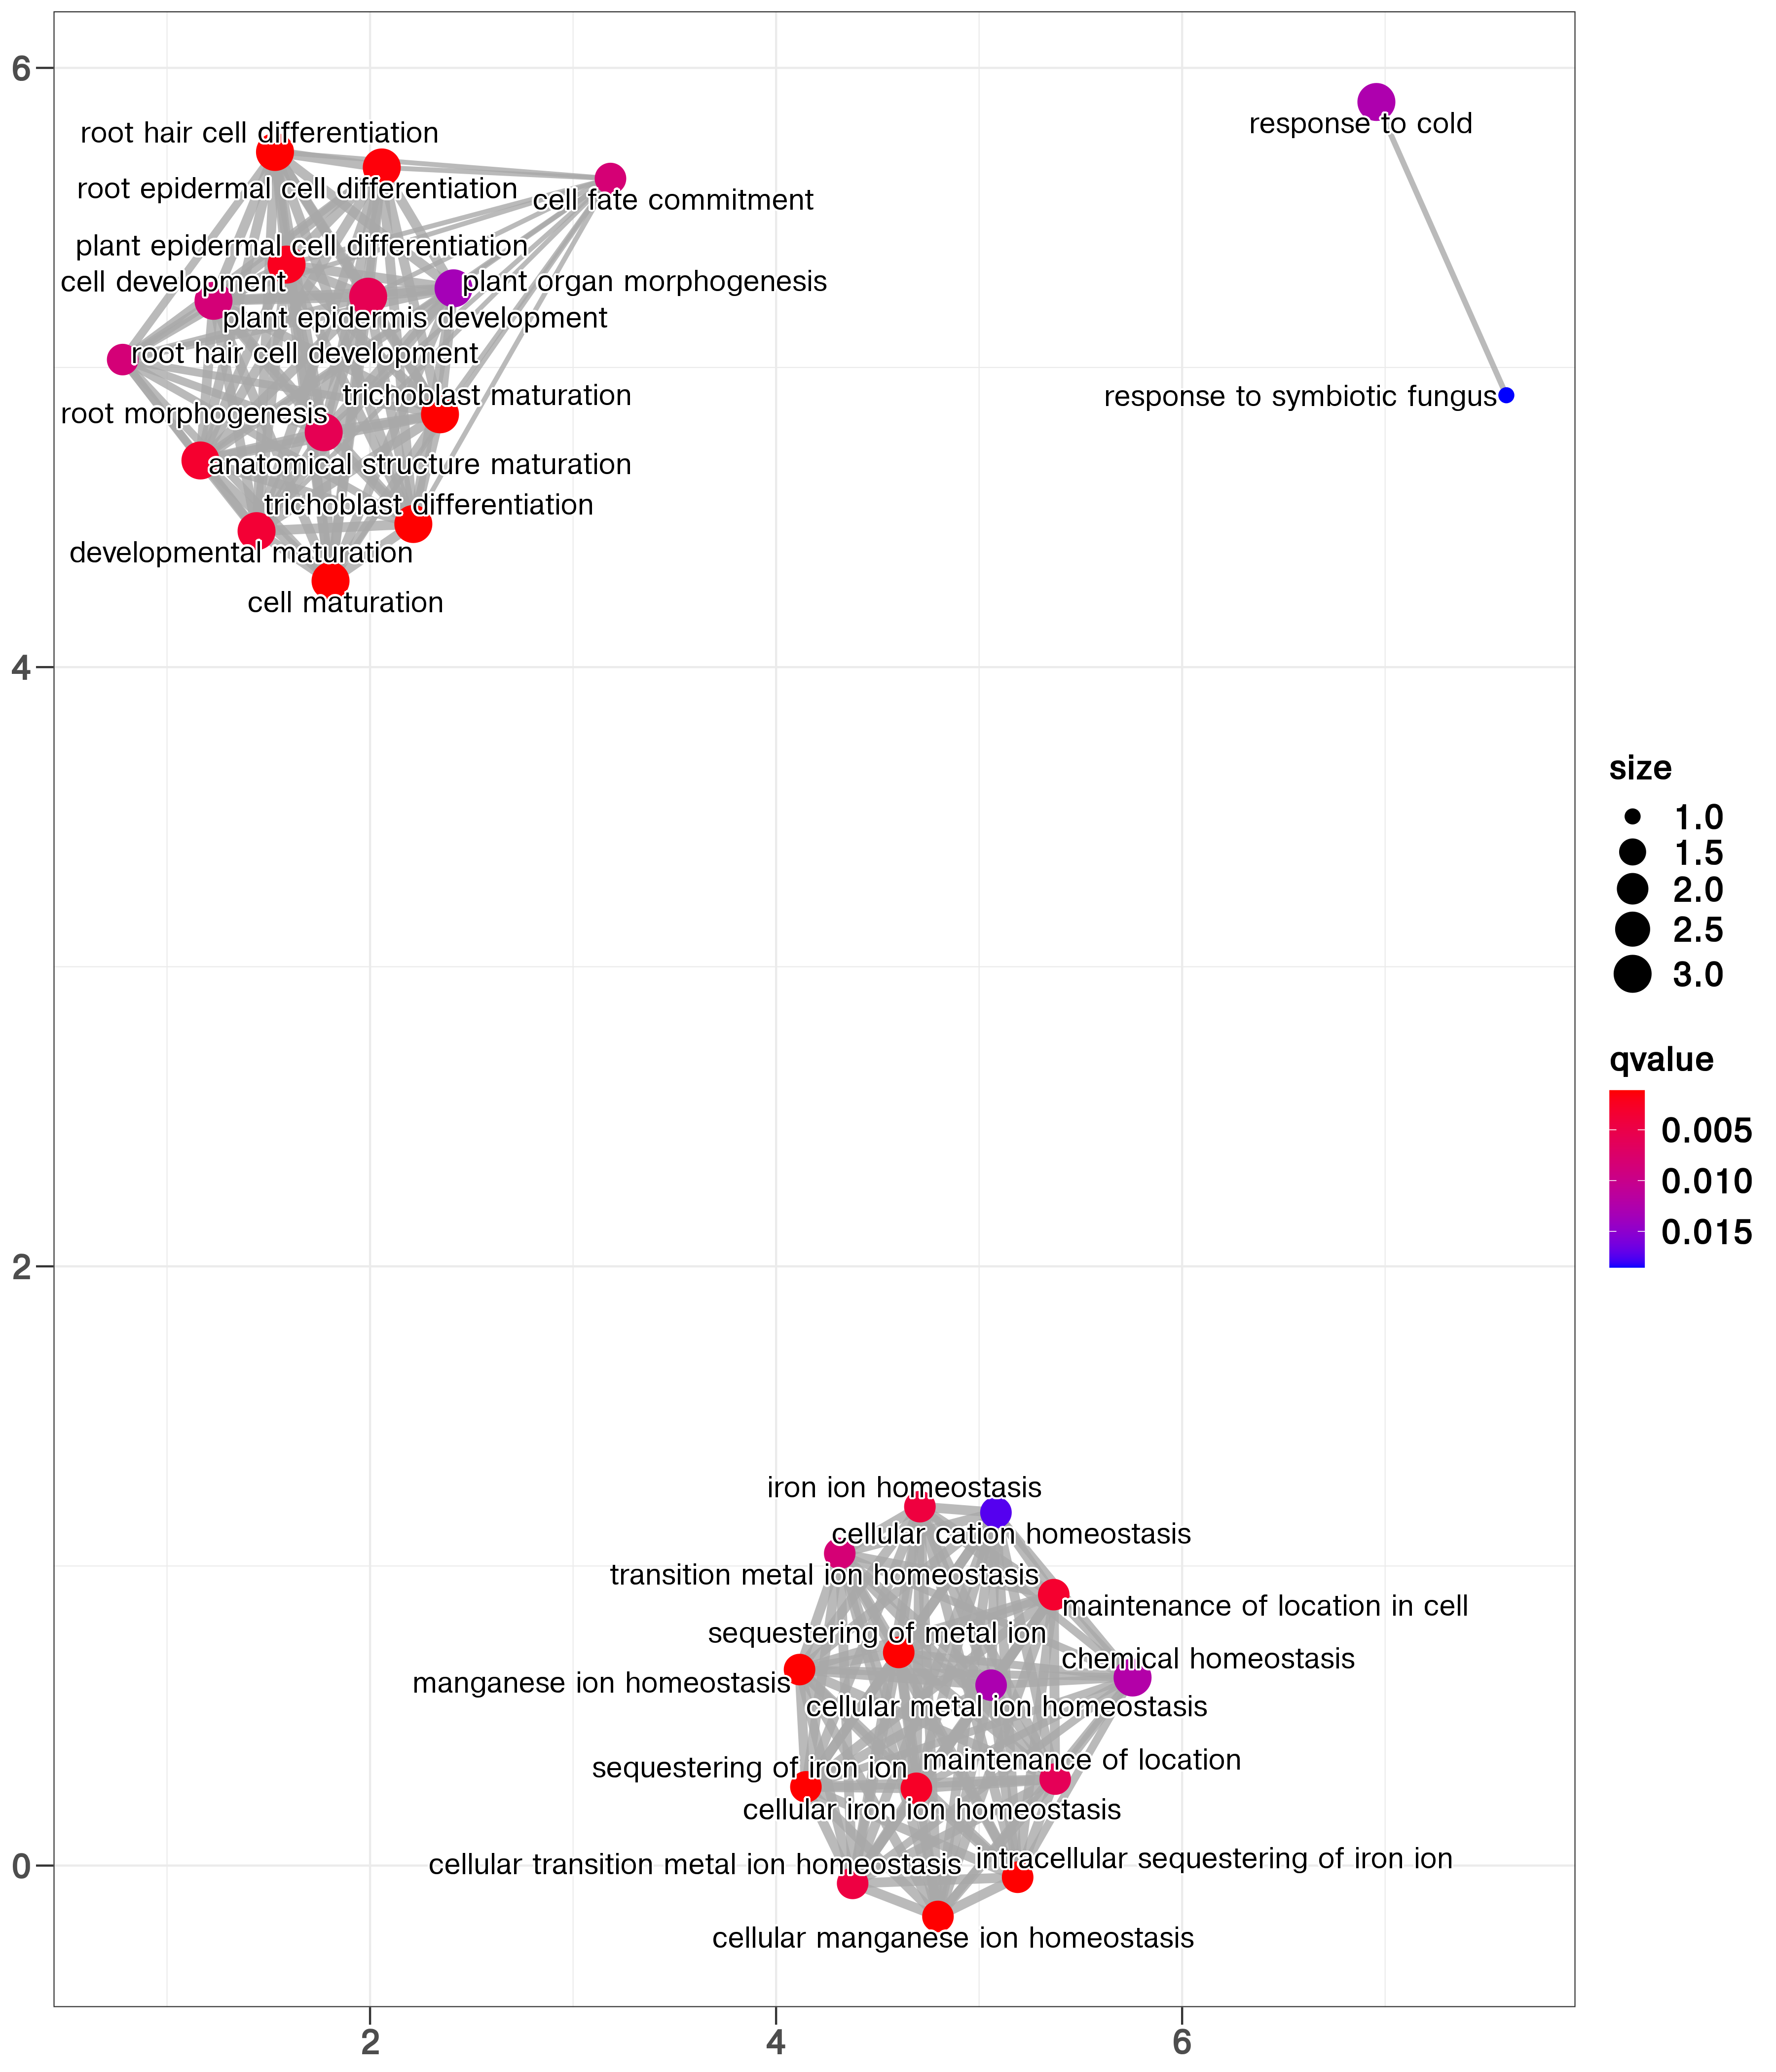 6
response to cold
root hair cell differentiation
root epidermal cell differentiation
cell fate commitment
plant epidermal cell differentiation
cell development
plant organ morphogenesis
plant epidermis development
root hair cell development
trichoblast maturation
response to symbiotic fungus
root morphogenesis
anatomical structure maturation
trichoblast differentiation
developmental maturation
cell maturation
4
size
1.0
1.5
2.0
2.5
3.0
qvalue
0.005
0.010
0.015
2
iron ion homeostasis
cellular cation homeostasis
transition metal ion homeostasis
maintenance of location in cell
sequestering of metal ion
chemical homeostasis
manganese ion homeostasis
cellular metal ion homeostasis
sequestering of iron ion
maintenance of location
cellular iron ion homeostasis
cellular transition metal ion homeostasis
intracellular sequestering of iron ion
0
cellular manganese ion homeostasis
2
4
6